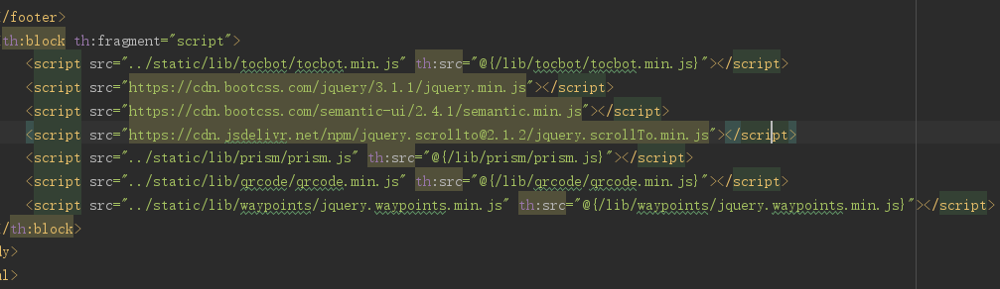 </footer>
<th:block th:fragment="script">
<script src="../static/lib/tocbot/tocbot.min.js" th:src="@{/lib/tocbot/tocbot.min.js}"></script>
<script src="https://cdn.bootcss.com/jquery/3.1.1/jquery.min.js"></script>
<script src="https://cdn.bootcss.com/semantic-ui/2.4.1/semantic.min.js"></script>
<script src="https://cdn.jsdelivr.net/npm/jquery.scrollto@2.1.2/jquery.scrollTo.min.js"></script>
<script src="../static/lib/prism/prism.js" th:src="@{/lib/prism/prism.js}"></script>
<script src="../static/lib/qrcode/qrcode.min.js" th:src="@{/lib/qrcode/qrcode.min.js}"></script>
<script src="../static/lib/waypoints/jquery.waypoints.min.js" th:src="@{/lib/waypoints/jquery.waypoints.min.js}"></script>
</th:block>
dy>
ml>